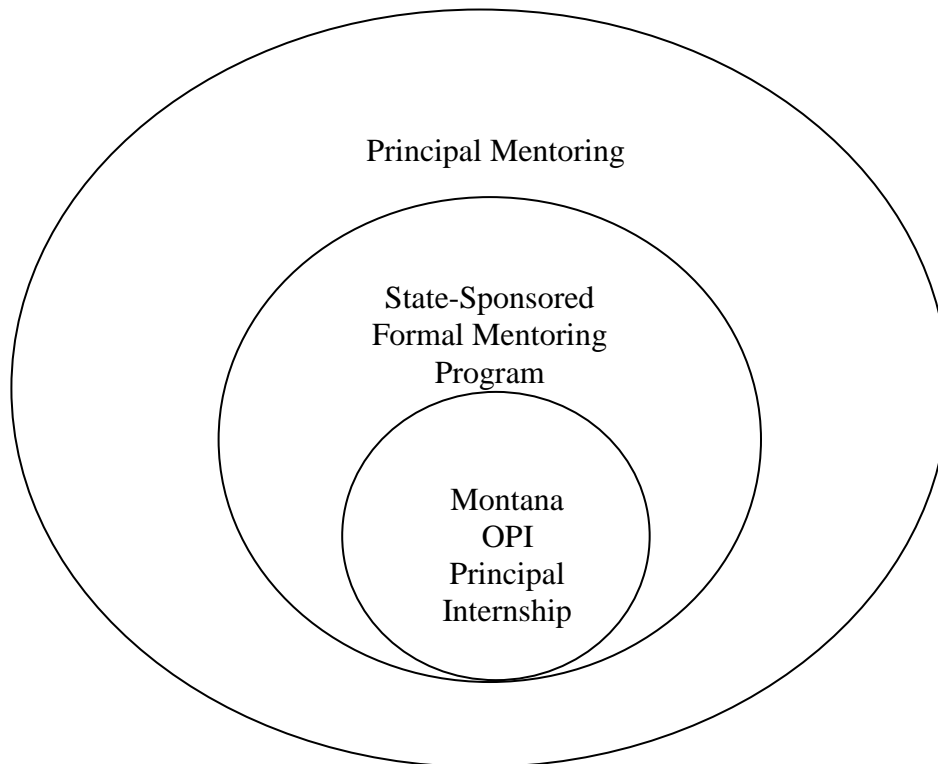 Principal Mentoring
State-Sponsored
Formal Mentoring
Program
Montana
OPI
Principal
Internship